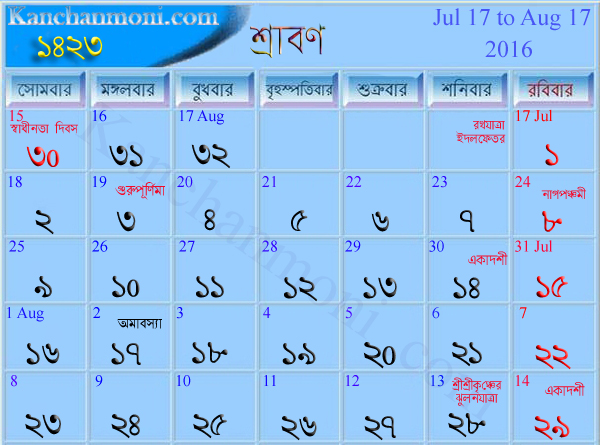 Kanchanmoni.com
১৪২৩
শ্রাবণ
Jul 17 to Aug 17
2016
সোমবার মঙ্গলবার বুধবার বৃহস্পতিবার শুক্রবার শনিবার রবিবার
15 16 17 Aug 17 Jul
স্বাধীনতা দিবস রথযাত্রা
ইদলফেতর
৩০ ৩১ ৩২ ১
18 19 20 21 22 23 24
গুরুপূর্ণিমা নাগপঞ্চমী
২ ৩ ৪ ৫ ৬ ৭ ৮
25 26 27 28 29 30 31 Jul
একাদশী
৯ ১০ ১১ ১২ ১৩ ১৪ ১৫
1 Aug 2 3 4 5 6 7
অমাবস্যা
১৬ ১৭ ১৮ ১৯ ২০ ২১ ২২
8 9 10 11 12 13 14
শ্রীশ্রীকৃষ্ণের একাদশী
ঝুলনযাত্রা
২৩ ২৪ ২৫ ২৬ ২৭ ২৮ ২৯
Kanchanmoni.com